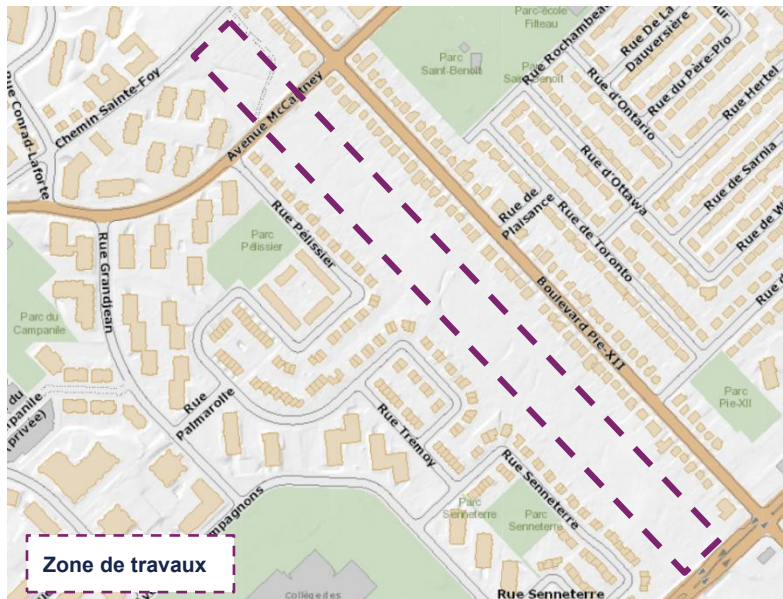 Parc-école
Filteau
Rue De La
Dauversière
Parc
Saint-Benoît
Rue Rochambeau
Rue du Père-Pio
Rue Hertel
Rue d'Ontario
Chemin Sainte-Foy
Avenue McCartney
Rue Conrad-Laforte
Rue d'Ottawa
Rue de Sarnia
Rue de
Plaisance
Rue de Toronto
Rue Pélissier
Parc
Pélissier
Rue Grandjean
Boulevard Pie-XII
Parc du
Campanile
Parc
Pie-XII
Rue
Palmarolle
(privée)
Rue Trémoy
Rue Senneterre
Parc
Senneterre
Parc
Senneterre
Zone de travaux
Collège des
Rue Senneterre